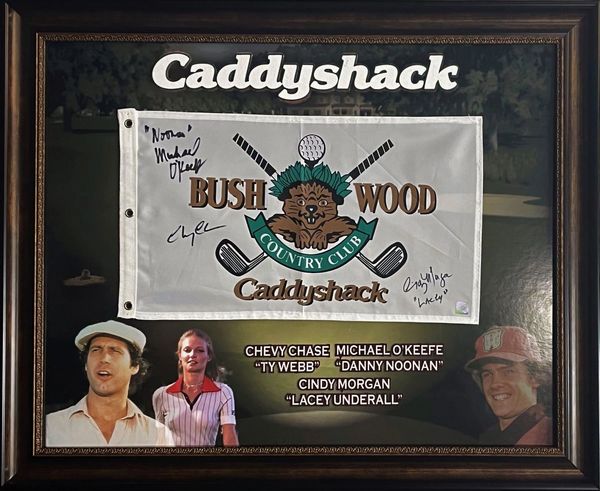 Caddyshack
"Noonan"
Michael
O'Keefe
BUSH WOOD
COUNTRY CLUB
Caddyshack
"LACEY"
CHEVY CHASE MICHAEL O'KEEFE
"TY WEBB" "DANNY NOONAN"
CINDY MORGAN
"LACEY UNDERALL"